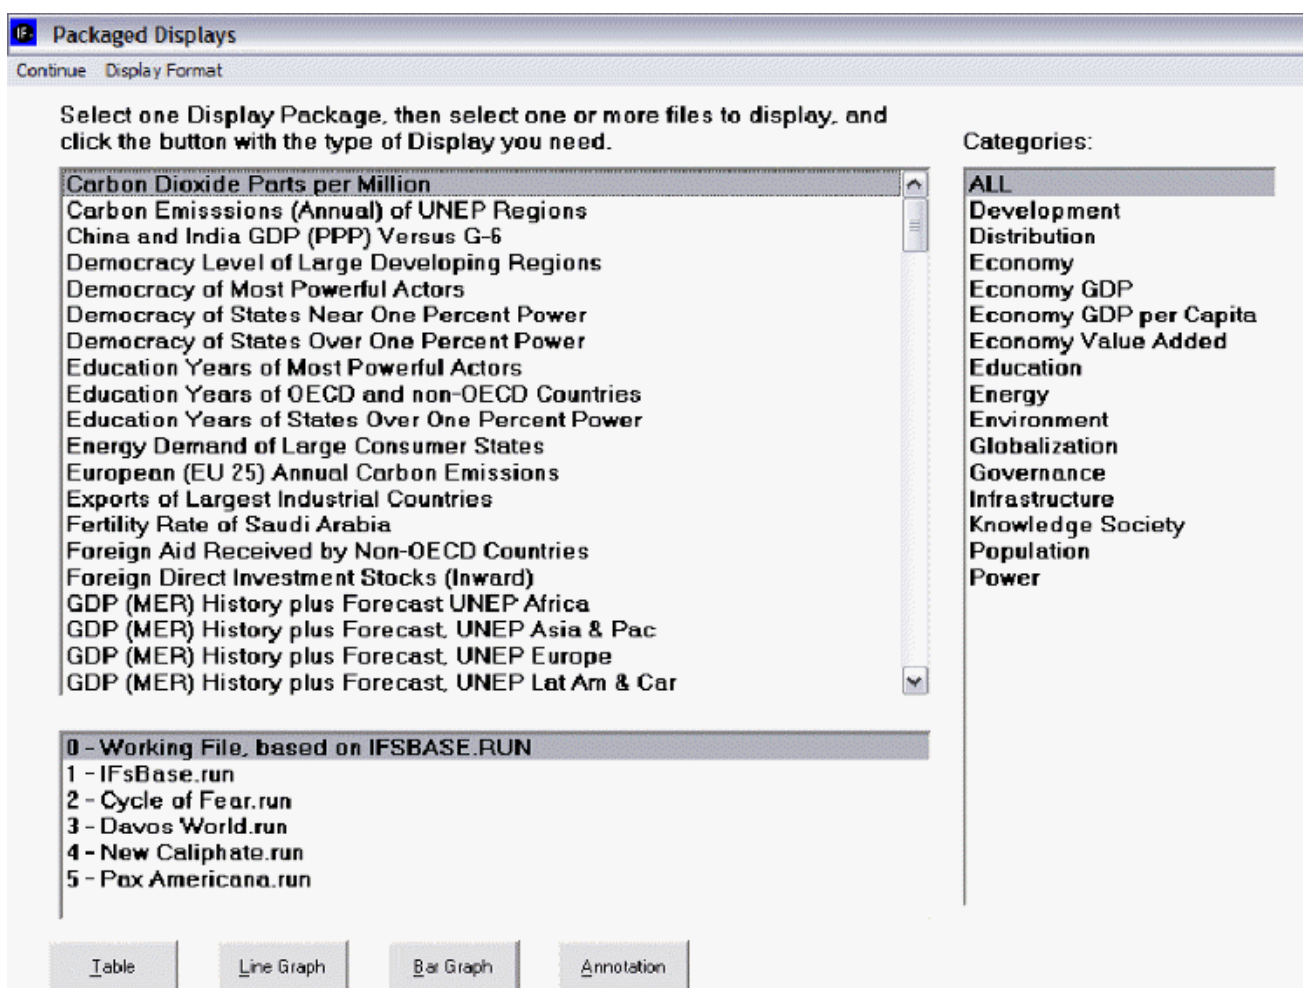 IFs Packaged Displays
Continue Display Format
Select one Display Package, then select one or more files to display, and
click the button with the type of Display you need.
Carbon Dioxide Parts per Million
Carbon Emisssions (Annual) of UNEP Regions
China and India GDP (PPP) Versus G-6
Democracy Level of Large Developing Regions
Democracy of Most Powerful Actors
Democracy of States Near One Percent Power
Democracy of States Over One Percent Power
Education Years of Most Powerful Actors
Education Years of OECD and non-OECD Countries
Education Years of States Over One Percent Power
Energy Demand of Large Consumer States
European (EU 25) Annual Carbon Emissions
Exports of Largest Industrial Countries
Fertility Rate of Saudi Arabia
Foreign Aid Received by Non-OECD Countries
Foreign Direct Investment Stocks (Inward)
GDP (MER) History plus Forecast UNEP Africa
GDP (MER) History plus Forecast, UNEP Asia & Pac
GDP (MER) History plus Forecast, UNEP Europe
GDP (MER) History plus Forecast, UNEP Lat Am & Car
Categories:
ALL
Development
Distribution
Economy
Economy GDP
Economy GDP per Capita
Economy Value Added
Education
Energy
Environment
Globalization
Governance
Infrastructure
Knowledge Society
Population
Power
0 - Working File, based on IFSBASE.RUN
1 - IFsBase.run
2 - Cycle of Fear.run
3 - Davos World.run
4 - New Caliphate.run
5 - Pax Americana.run
Table
Line Graph
Bar Graph
Annotation